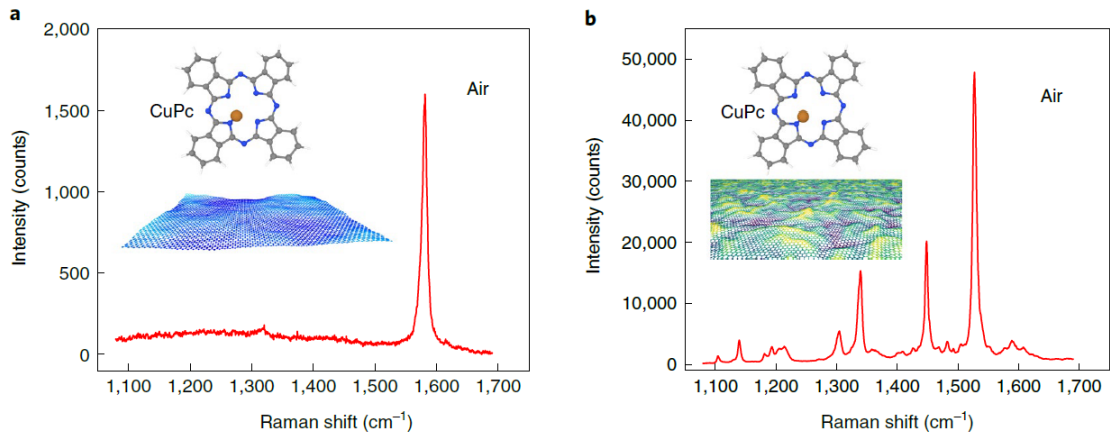 a
2,000
1,500
1,000
500
0
Intensity (counts)
CuPc
Air
1,100 1,200 1,300 1,400 1,500 1,600 1,700
Raman shift (cm⁻¹)
b
50,000
40,000
30,000
20,000
10,000
0
Intensity (counts)
CuPc
Air
1,100 1,200 1,300 1,400 1,500 1,600 1,700
Raman shift (cm⁻¹)